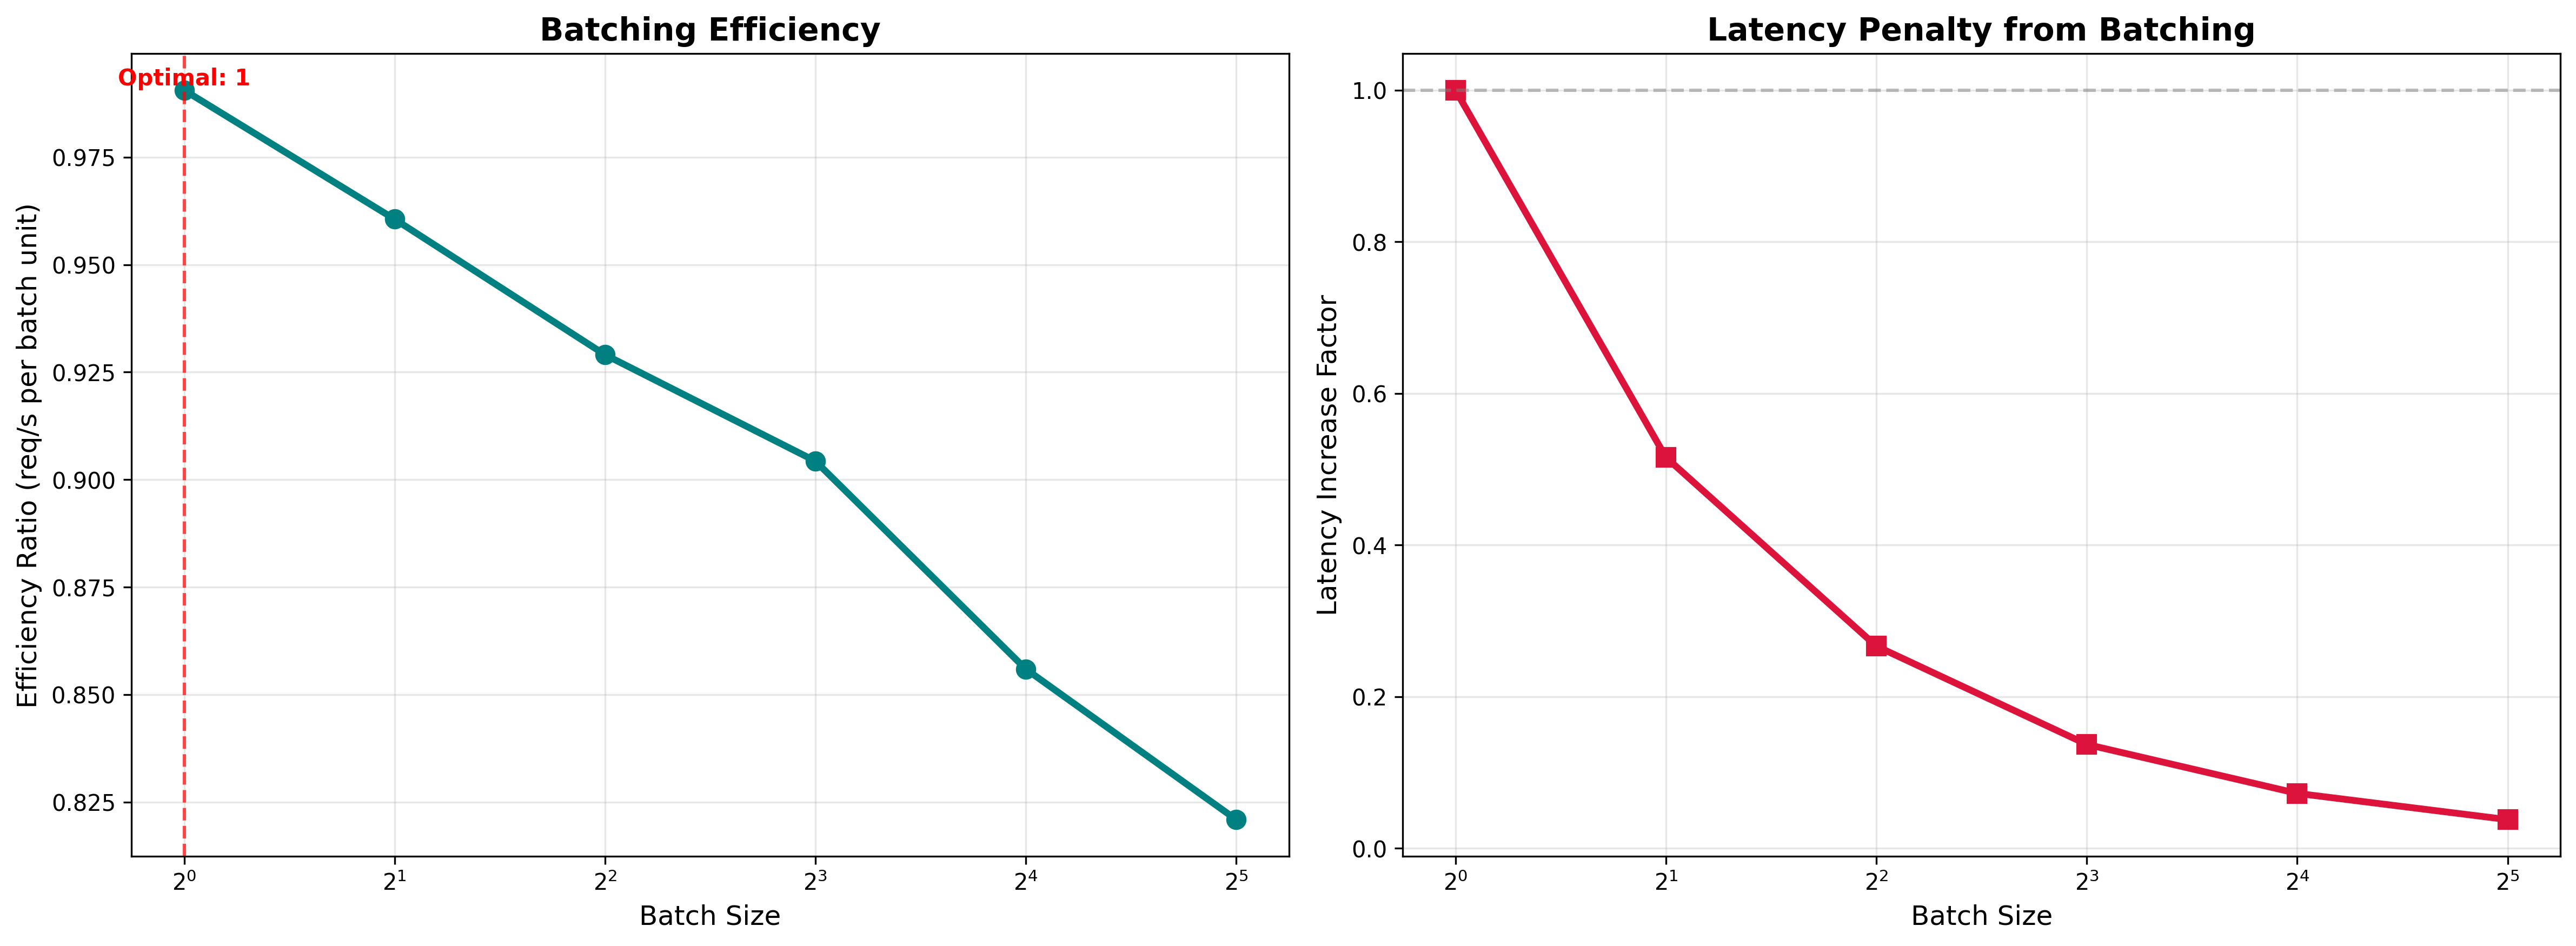 Batching Efficiency
Optimal: 1
Efficiency Ratio (req/s per batch unit)
0.975
0.950
0.925
0.900
0.875
0.850
0.825
2⁰ 2¹ 2² 2³ 2⁴ 2⁵
Batch Size
Latency Penalty from Batching
Latency Increase Factor
1.0
0.8
0.6
0.4
0.2
0.0
2⁰ 2¹ 2² 2³ 2⁴ 2⁵
Batch Size